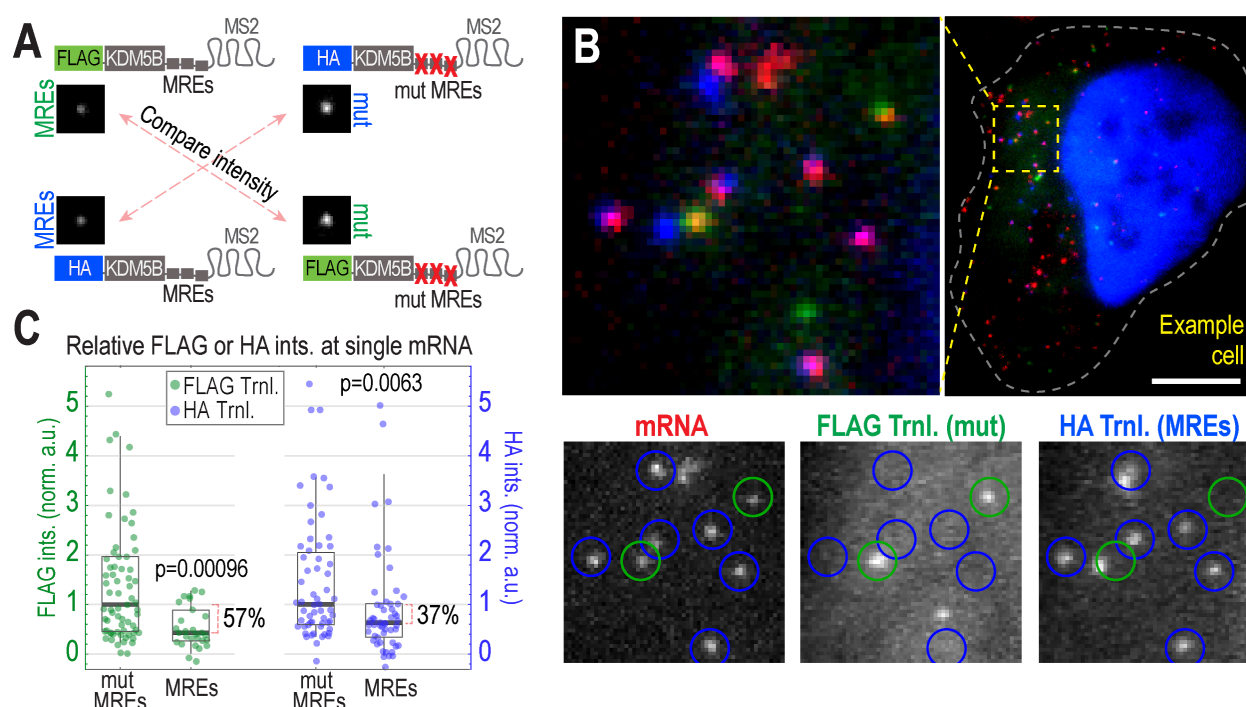 A
FLAG
KDM5B
MREs
MS2
HA
KDM5B
mut MREs
MS2
MREs
mut
Compare intensity
MREs
mut
HA
KDM5B
MREs
MS2
FLAG
KDM5B
mut MREs
MS2
B
Example
cell
mRNA
FLAG Trnl. (mut)
HA Trnl. (MREs)
C
Relative FLAG or HA ints. at single mRNA
FLAG ints. (norm. a.u.)
5
4
3
2
1
0
FLAG Trnl.
HA Trnl.
p=0.0063
p=0.00096
57%
37%
5
4
3
2
1
0
HA ints. (norm. a.u.)
mut
MREs
MREs
mut
MREs
MREs